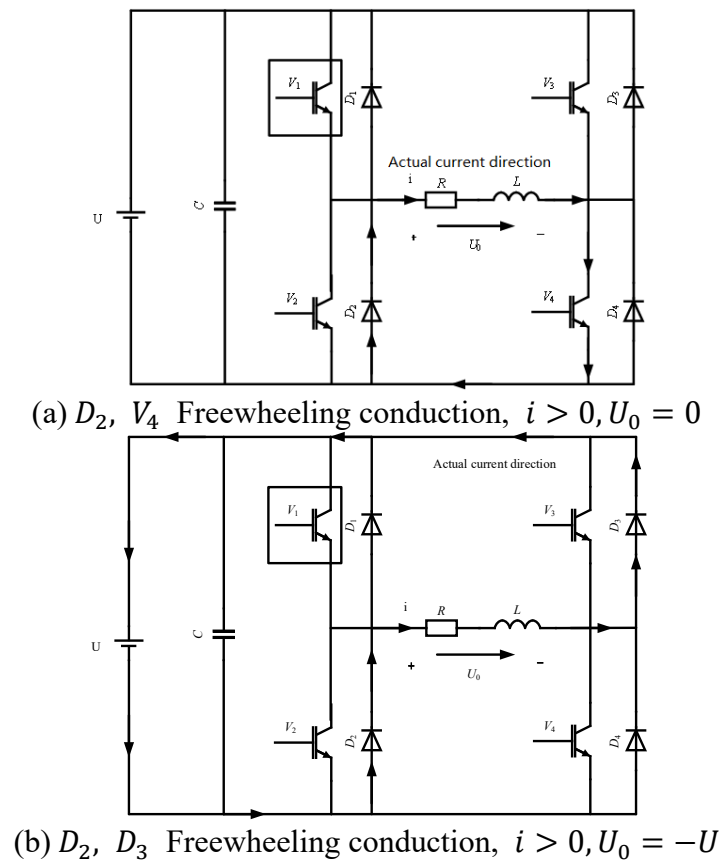 V₁
D₁
V₃
D₃
Actual current direction
i
R
L
U
C
+
U₀
−
V₂
D₂
V₄
D₄
(a) D₂, V₄ Freewheeling conduction, i > 0, U₀ = 0
Actual current direction
V₁
D₁
V₃
D₃
i
R
L
U
C
+
U₀
−
V₂
D₂
V₄
D₄
(b) D₂, D₃ Freewheeling conduction, i > 0, U₀ = −U